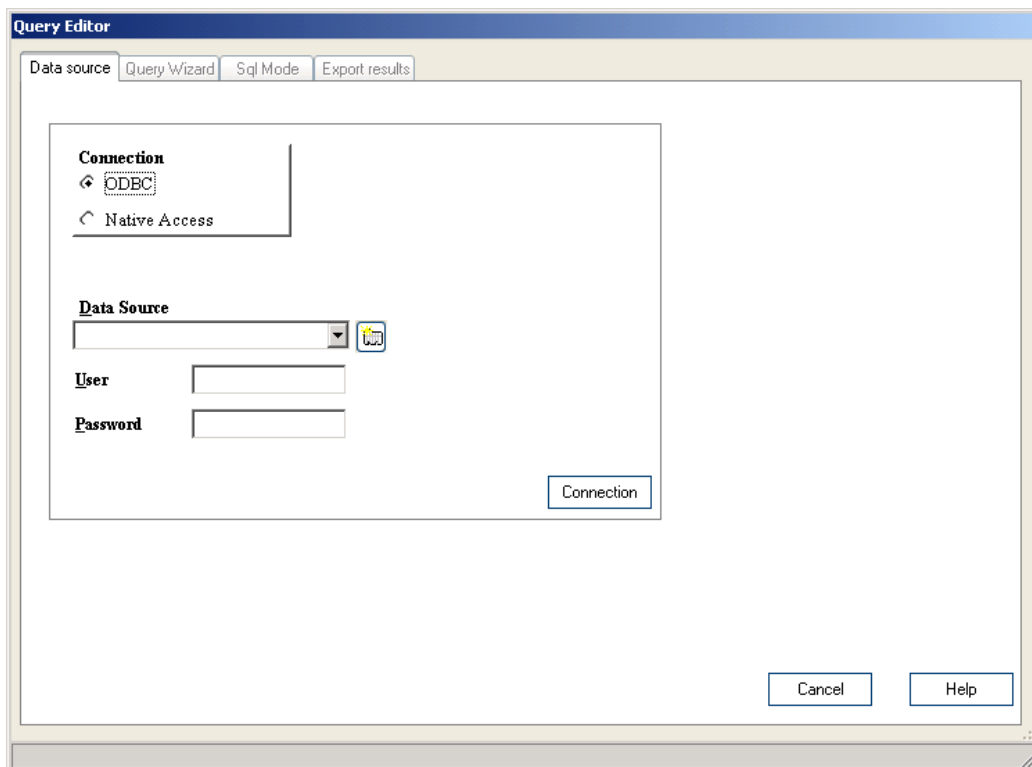 Query Editor
Data source Query Wizard Sql Mode Export results
Connection
ODBC
Native Access
Data Source
User
Password
Connection
Cancel Help